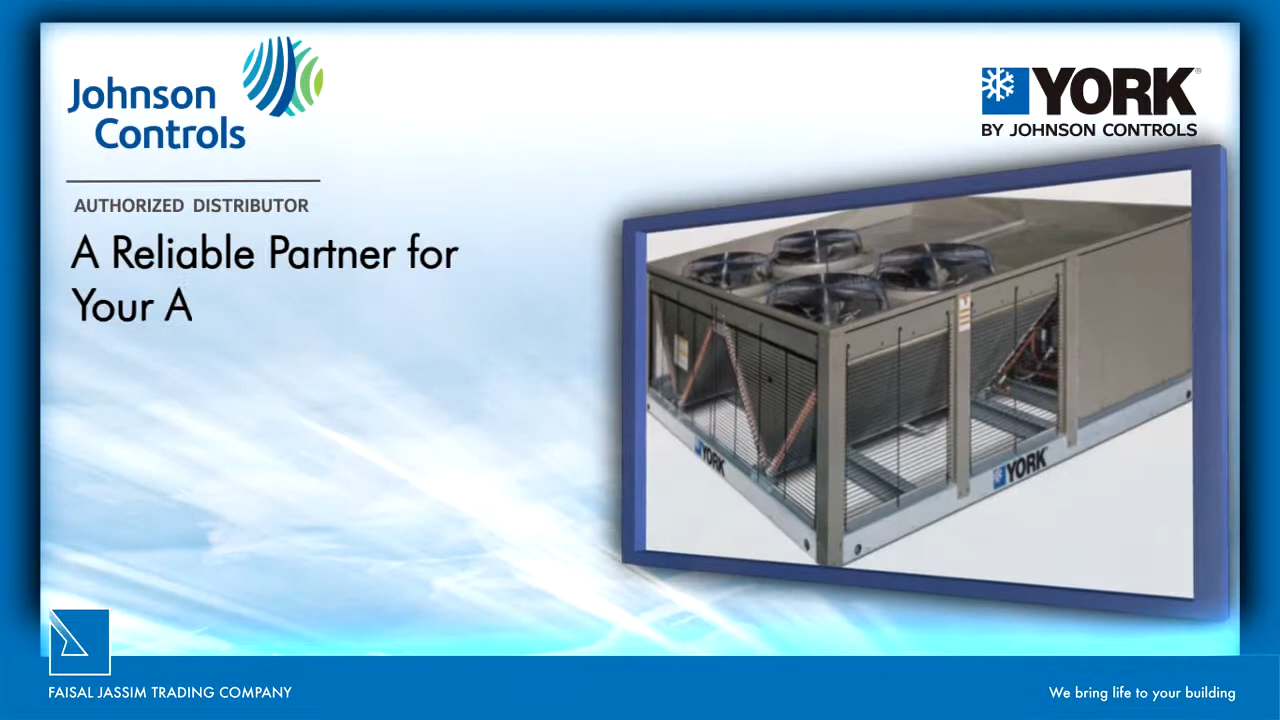 Johnson
Controls
YORK®
BY JOHNSON CONTROLS
AUTHORIZED DISTRIBUTOR
A Reliable Partner for
Your A
YORK
YORK
FAISAL JASSIM TRADING COMPANY
We bring life to your building